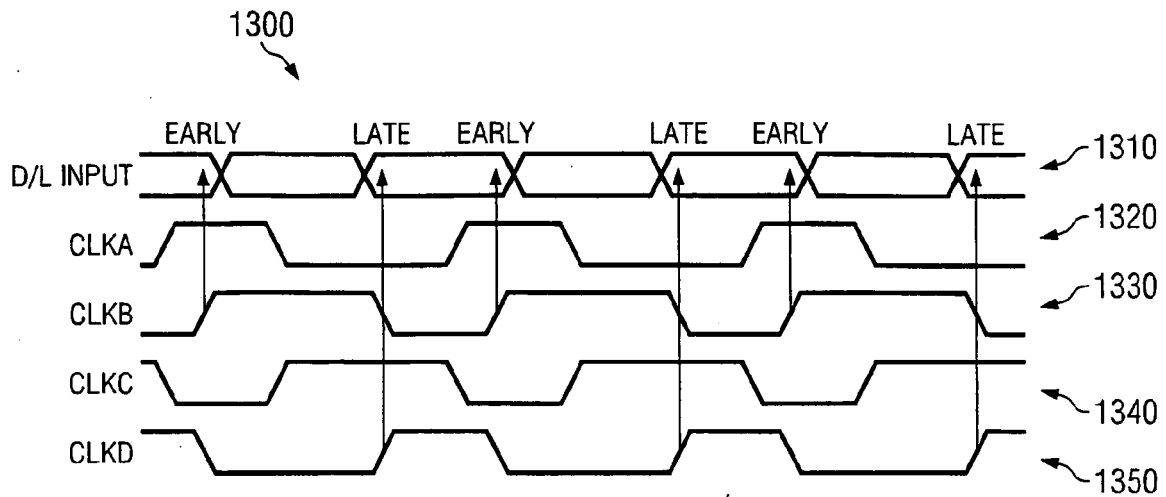 1300
EARLY LATE EARLY LATE EARLY LATE
D/L INPUT 1310
CLKA 1320
CLKB 1330
CLKC 1340
CLKD 1350